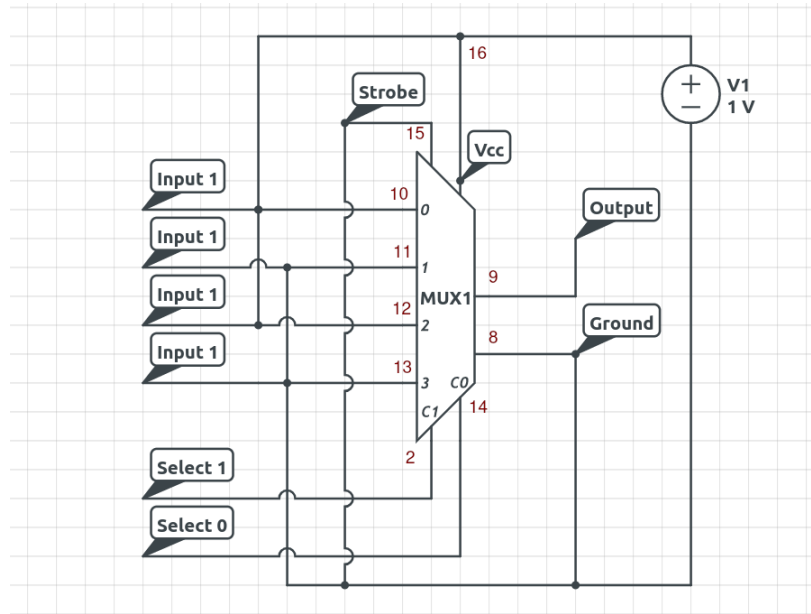 16
V1
1 V
Strobe
15
Vcc
Input 1
10
0
Output
Input 1
11
1
9
Input 1
MUX1
12
2
Ground
8
Input 1
13
3
C0
14
C1
2
Select 1
Select 0